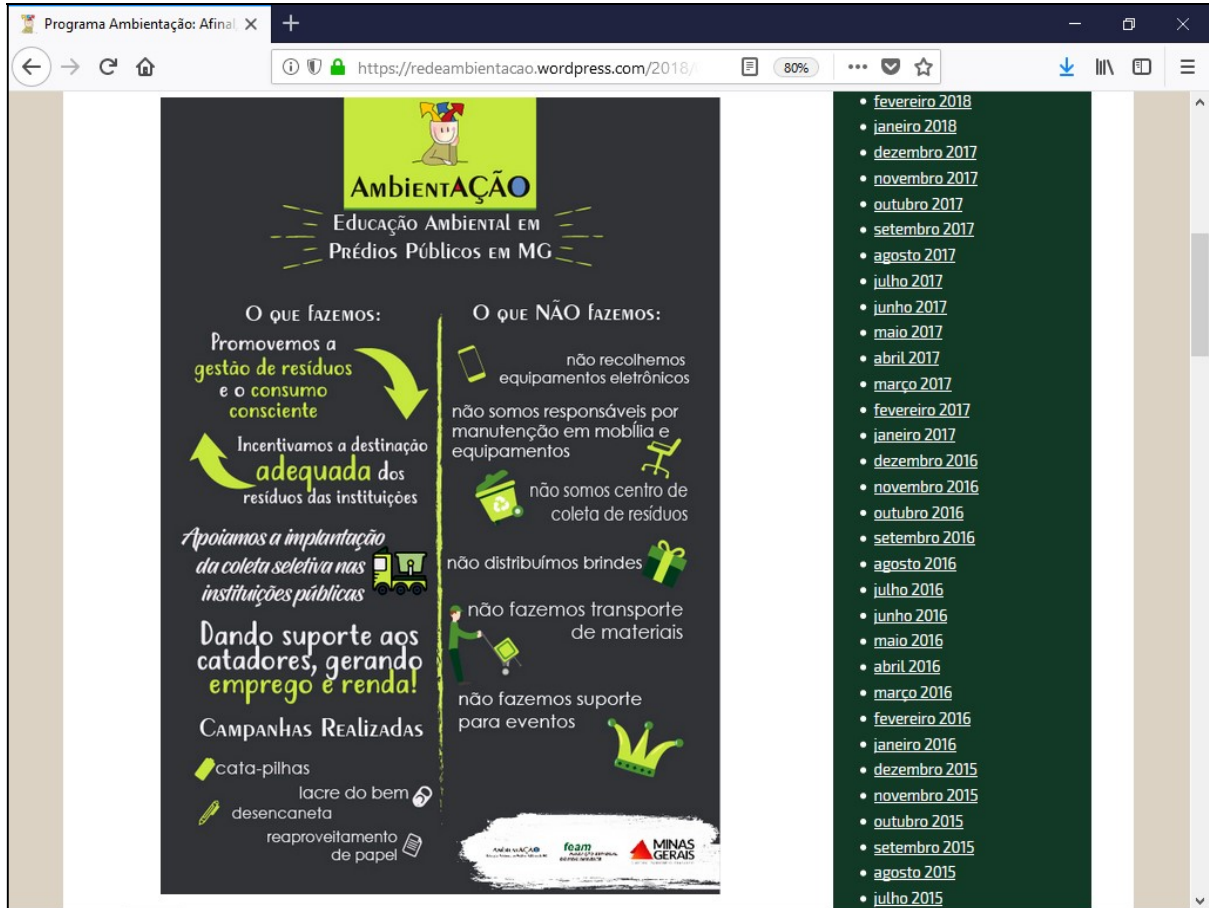 Programa Ambientação: Afinal
https://redeambientacao.wordpress.com/2018/
80%
AMBIENTAÇÃO
EDUCAÇÃO AMBIENTAL EM
PRÉDIOS PÚBLICOS EM MG
O QUE FAZEMOS:
Promovemos a
gestão de resíduos
e o consumo
consciente
Incentivamos a destinação
adequada dos
resíduos das instituições
Apoiamos a implantação
da coleta seletiva nas
instituições públicas
Dando suporte aos
catadores, gerando
emprego e renda!
CAMPANHAS REALIZADAS
cata-pilhas
lacre do bem
desencaneta
reaproveitamento
de papel
O QUE NÃO FAZEMOS:
não recolhemos
equipamentos eletrônicos
não somos responsáveis por
manutenção em mobília e
equipamentos
não somos centro de
coleta de resíduos
não distribuímos brindes
não fazemos transporte
de materiais
não fazemos suporte
para eventos
AMBIENTAÇÃO
feam
MINAS
GERAIS
fevereiro 2018
janeiro 2018
dezembro 2017
novembro 2017
outubro 2017
setembro 2017
agosto 2017
julho 2017
junho 2017
maio 2017
abril 2017
março 2017
fevereiro 2017
janeiro 2017
dezembro 2016
novembro 2016
outubro 2016
setembro 2016
agosto 2016
julho 2016
junho 2016
maio 2016
abril 2016
março 2016
fevereiro 2016
janeiro 2016
dezembro 2015
novembro 2015
outubro 2015
setembro 2015
agosto 2015
julho 2015